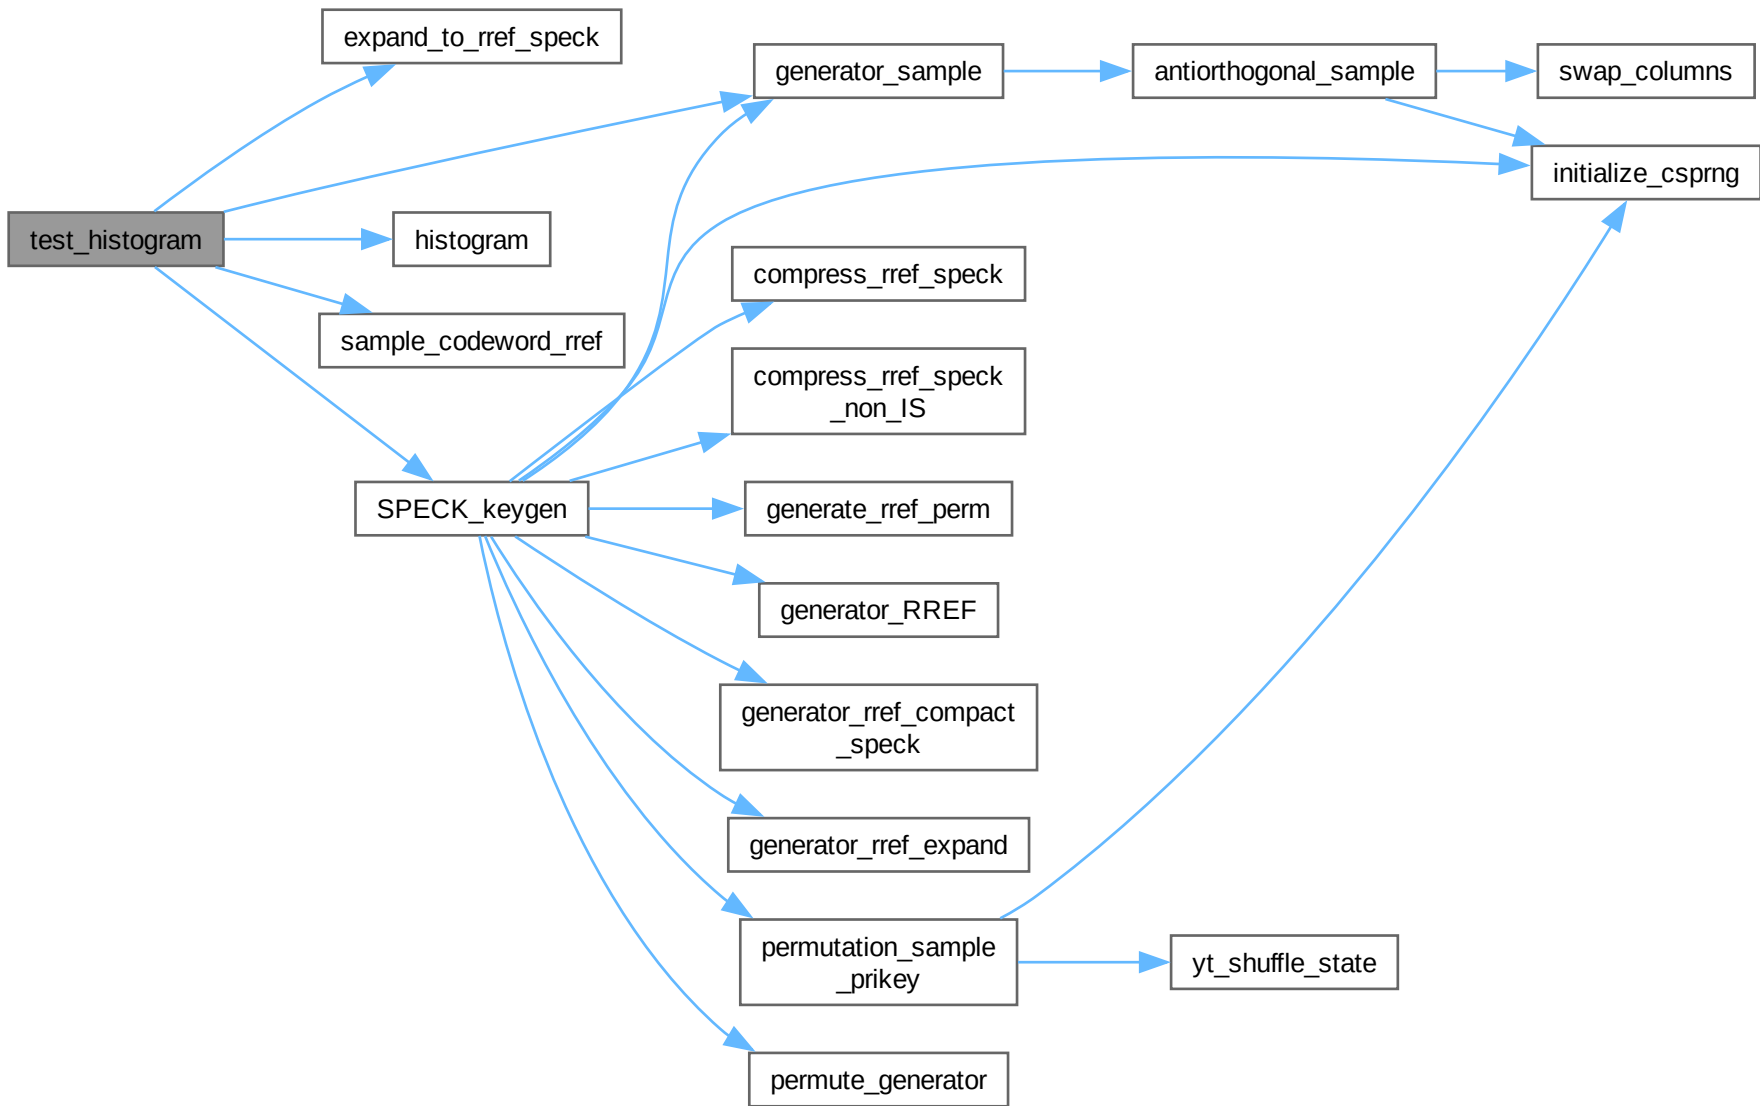 expand_to_rref_speck
generator_sample
antiorthogonal_sample
swap_columns
initialize_csprng
test_histogram
histogram
compress_rref_speck
sample_codeword_rref
compress_rref_speck
_non_IS
SPECK_keygen
generate_rref_perm
generator_RREF
generator_rref_compact
_speck
generator_rref_expand
permutation_sample
_prikey
yt_shuffle_state
permute_generator